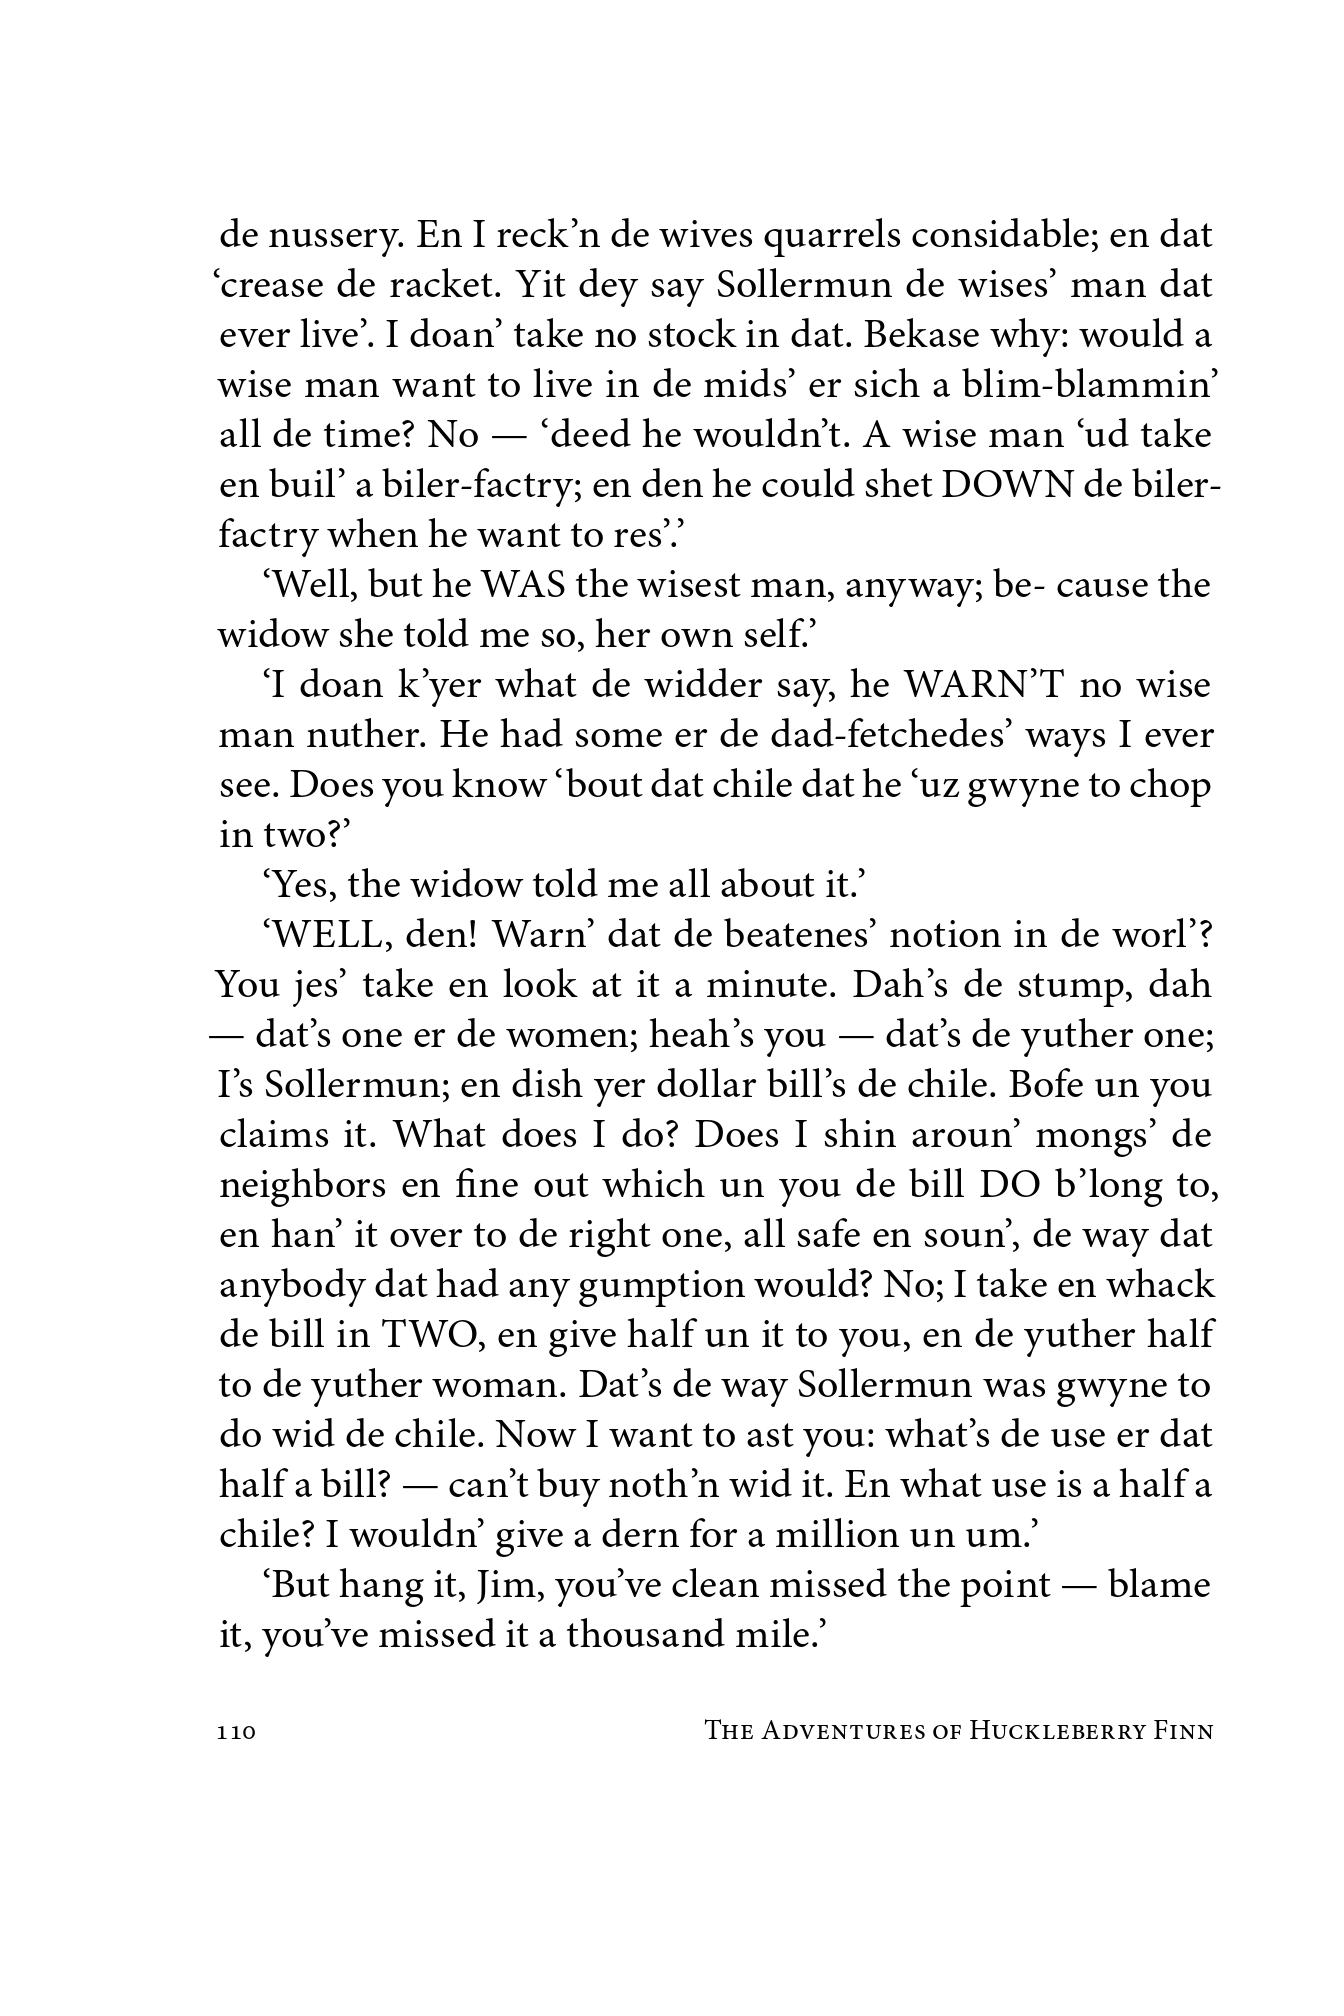 de nussery. En I reck’n de wives quarrels considable; en dat
‘crease de racket. Yit dey say Sollermun de wises’ man dat
ever live’. I doan’ take no stock in dat. Bekase why: would a
wise man want to live in de mids’ er sich a blim-blammin’
all de time? No — ‘deed he wouldn’t. A wise man ‘ud take
en buil’ a biler-factry; en den he could shet DOWN de biler-
factry when he want to res’.’
‘Well, but he WAS the wisest man, anyway; be- cause the
widow she told me so, her own self.’
‘I doan k’yer what de widder say, he WARN’T no wise
man nuther. He had some er de dad-fetchedes’ ways I ever
see. Does you know ‘bout dat chile dat he ‘uz gwyne to chop
in two?’
‘Yes, the widow told me all about it.’
‘WELL, den! Warn’ dat de beatenes’ notion in de worl’?
You jes’ take en look at it a minute. Dah’s de stump, dah
— dat’s one er de women; heah’s you — dat’s de yuther one;
I’s Sollermun; en dish yer dollar bill’s de chile. Bofe un you
claims it. What does I do? Does I shin aroun’ mongs’ de
neighbors en fine out which un you de bill DO b’long to,
en han’ it over to de right one, all safe en soun’, de way dat
anybody dat had any gumption would? No; I take en whack
de bill in TWO, en give half un it to you, en de yuther half
to de yuther woman. Dat’s de way Sollermun was gwyne to
do wid de chile. Now I want to ast you: what’s de use er dat
half a bill? — can’t buy noth’n wid it. En what use is a half a
chile? I wouldn’ give a dern for a million un um.’
‘But hang it, Jim, you’ve clean missed the point — blame
it, you’ve missed it a thousand mile.’
110 The Adventures of Huckleberry Finn